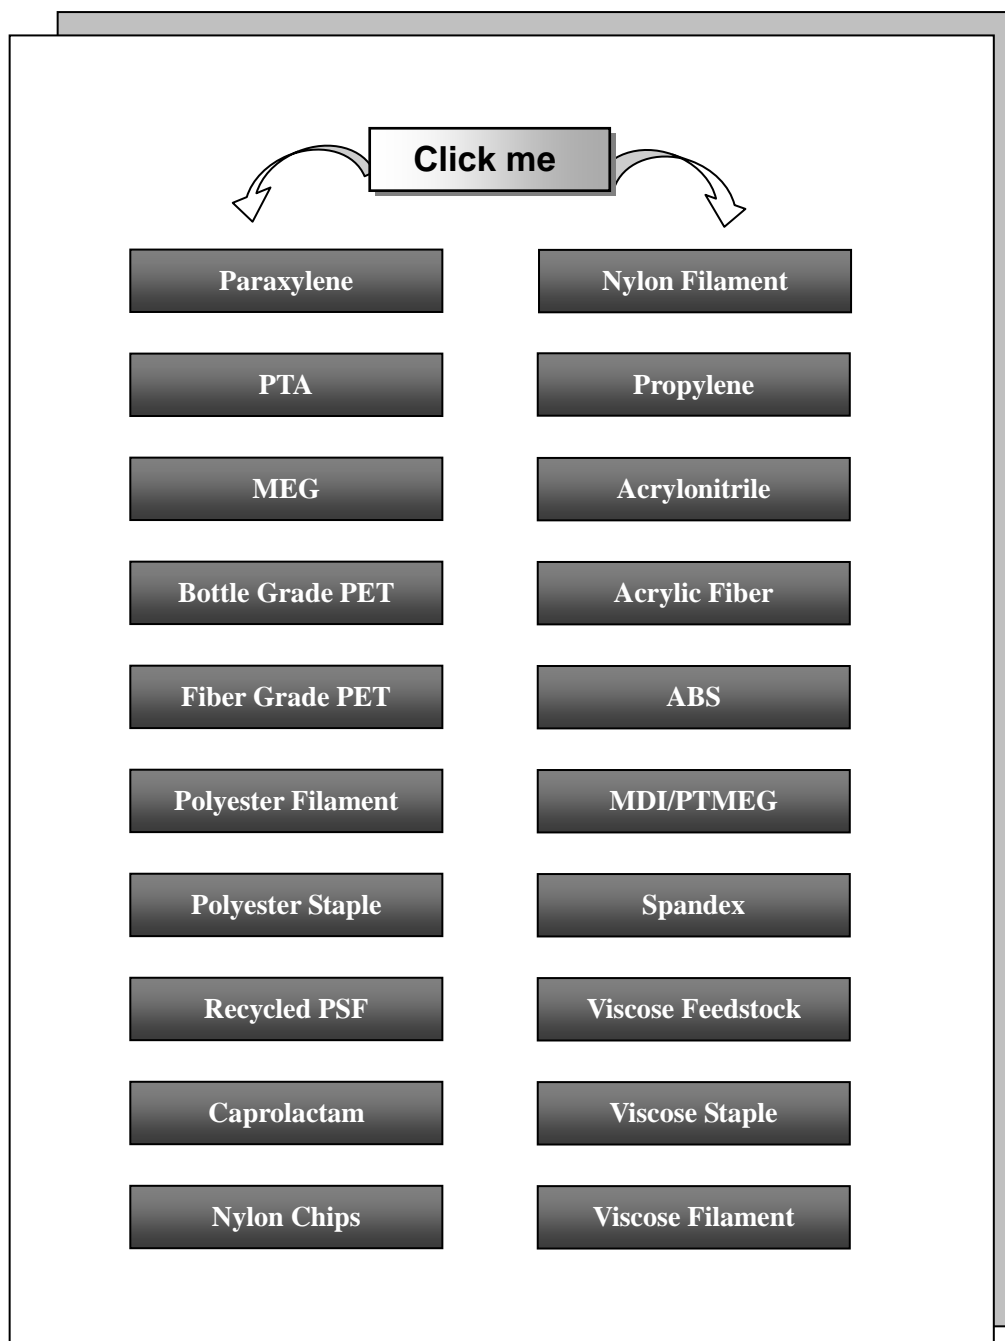 Click me
Paraxylene
PTA
MEG
Bottle Grade PET
Fiber Grade PET
Polyester Filament
Polyester Staple
Recycled PSF
Caprolactam
Nylon Chips
Nylon Filament
Propylene
Acrylonitrile
Acrylic Fiber
ABS
MDI/PTMEG
Spandex
Viscose Feedstock
Viscose Staple
Viscose Filament